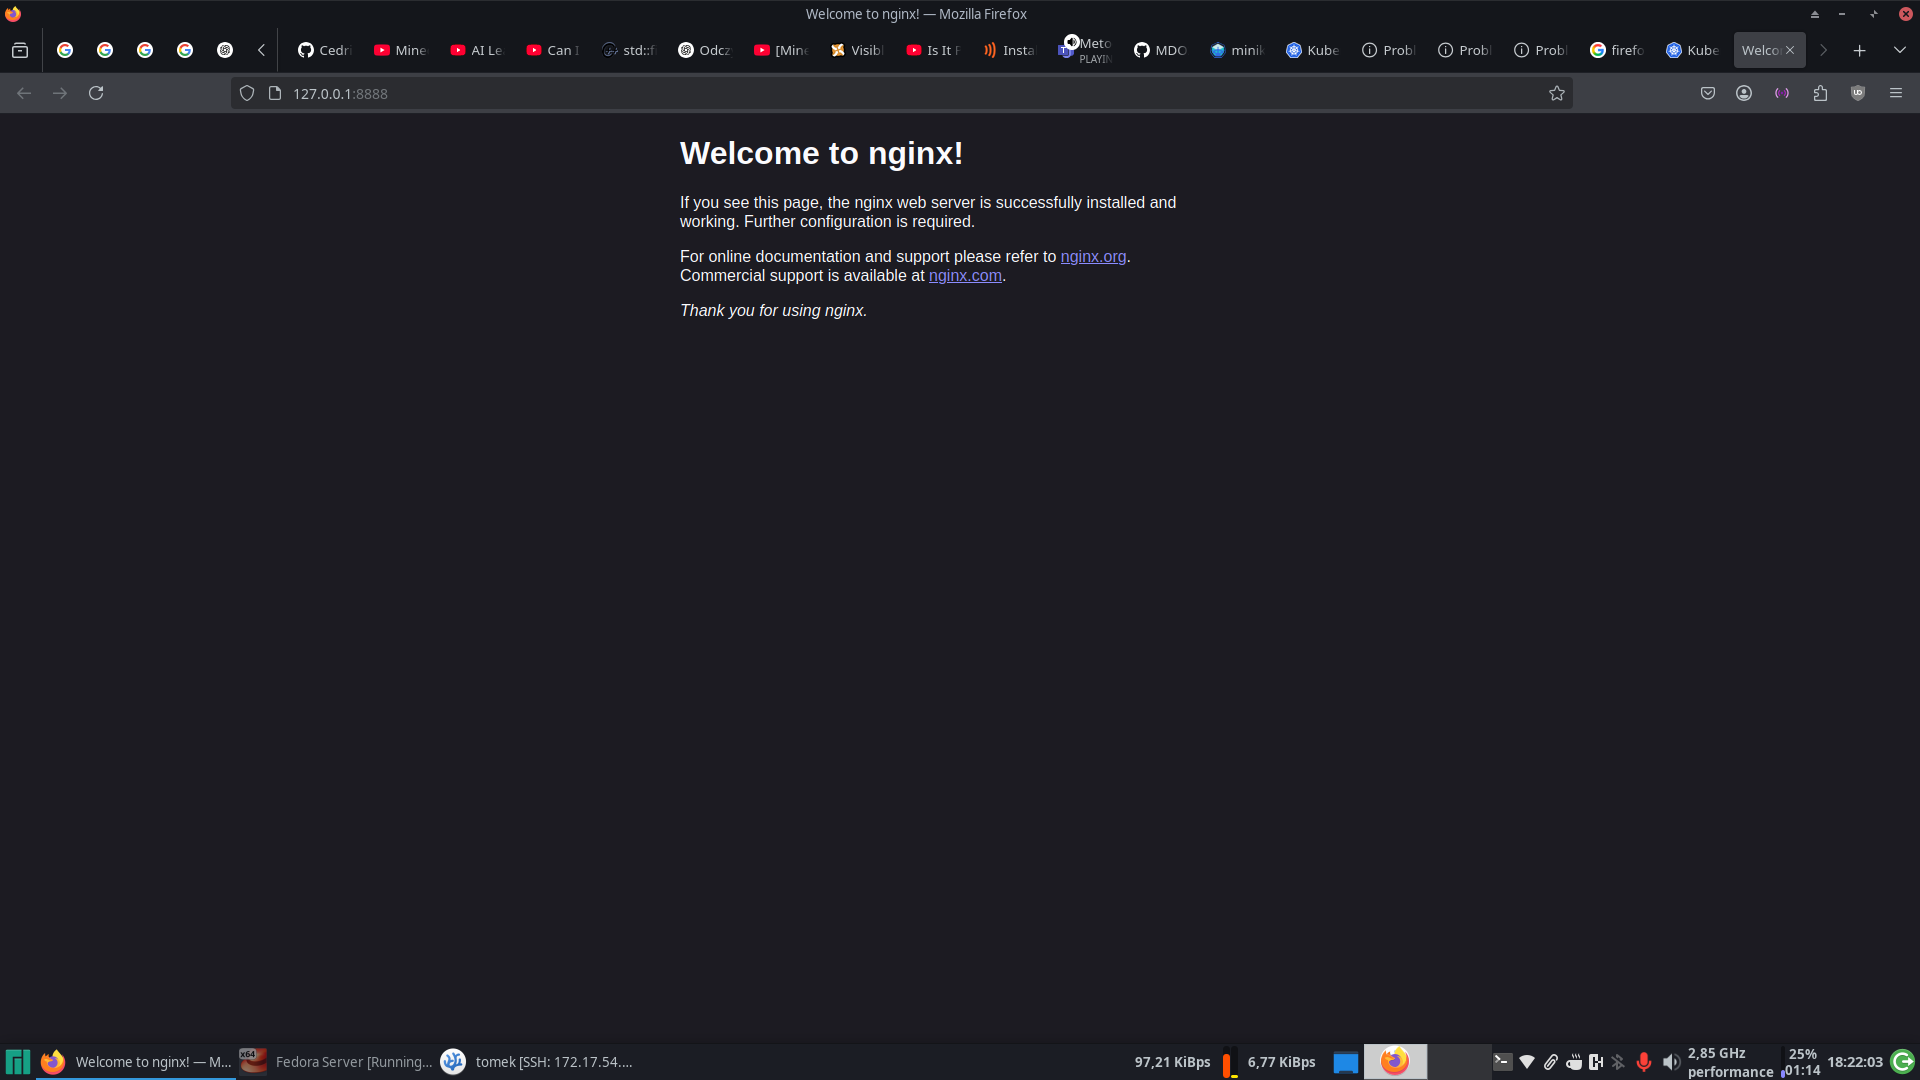 Welcome to nginx! — Mozilla Firefox
Cedri
Mine
AI Le
Can I
std::f
Odcz
[Mine
Visibl
Is It F
Insta
Meto
PLAYIN
MDO
minik
Kube
Probl
Probl
Probl
firefo
Kube
Welco
127.0.0.1:8888
Welcome to nginx!
If you see this page, the nginx web server is successfully installed and
working. Further configuration is required.
For online documentation and support please refer to nginx.org.
Commercial support is available at nginx.com.
Thank you for using nginx.
Welcome to nginx! — M...
x64
Fedora Server [Running...
tomek [SSH: 172.17.54....
97,21 KiBps
6,77 KiBps
2,85 GHz
performance
25%
01:14
18:22:03